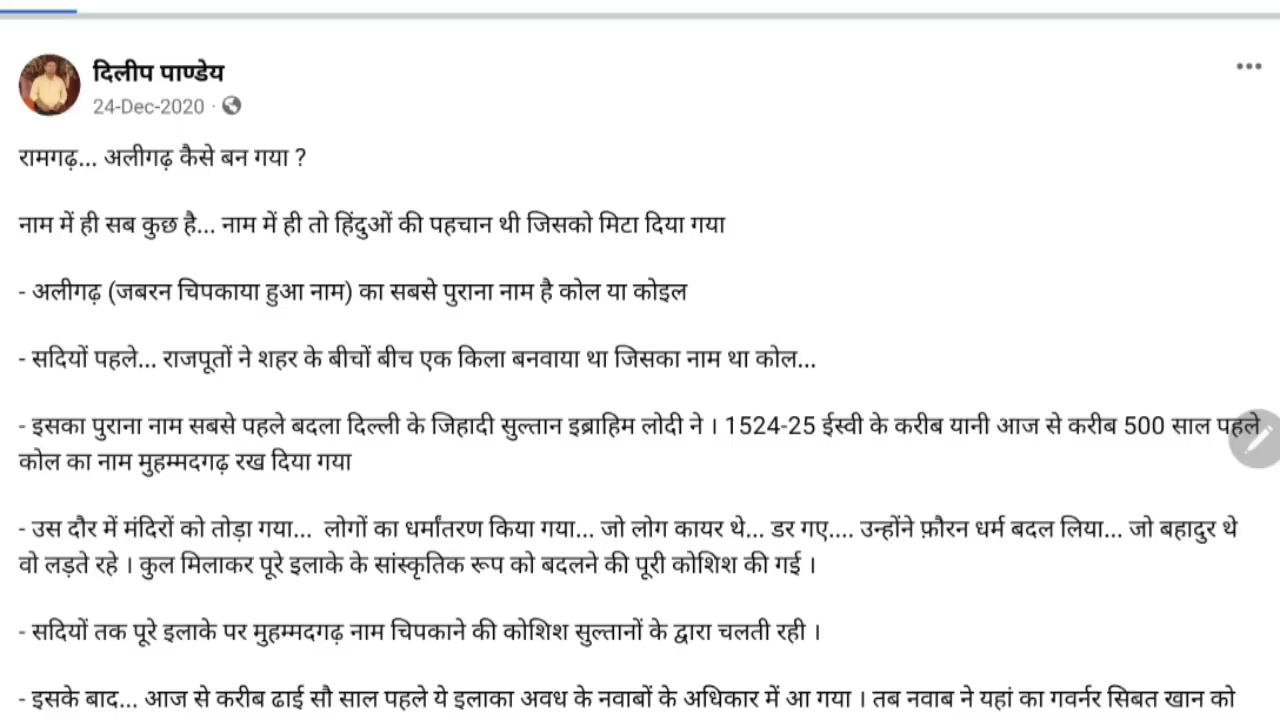 दिलीप पाण्डेय
24-Dec-2020 ·
रामगढ़... अलीगढ़ कैसे बन गया ?
नाम में ही सब कुछ है... नाम में ही तो हिंदुओं की पहचान थी जिसको मिटा दिया गया
- अलीगढ़ (जबरन चिपकाया हुआ नाम) का सबसे पुराना नाम है कोल या कोइल
- सदियों पहले... राजपूतों ने शहर के बीचों बीच एक किला बनवाया था जिसका नाम था कोल...
- इसका पुराना नाम सबसे पहले बदला दिल्ली के जिहादी सुल्तान इब्राहिम लोदी ने । 1524-25 ईस्वी के करीब यानी आज से करीब 500 साल पहले
कोल का नाम मुहम्मदगढ़ रख दिया गया
- उस दौर में मंदिरों को तोड़ा गया... लोगों का धर्मांतरण किया गया... जो लोग कायर थे... डर गए.... उन्होंने फ़ौरन धर्म बदल लिया... जो बहादुर थे
वो लड़ते रहे । कुल मिलाकर पूरे इलाके के सांस्कृतिक रूप को बदलने की पूरी कोशिश की गई ।
- सदियों तक पूरे इलाके पर मुहम्मदगढ़ नाम चिपकाने की कोशिश सुल्तानों के द्वारा चलती रही ।
- इसके बाद... आज से करीब ढाई सौ साल पहले ये इलाका अवध के नवाबों के अधिकार में आ गया । तब नवाब ने यहां का गवर्नर सिबत खान को